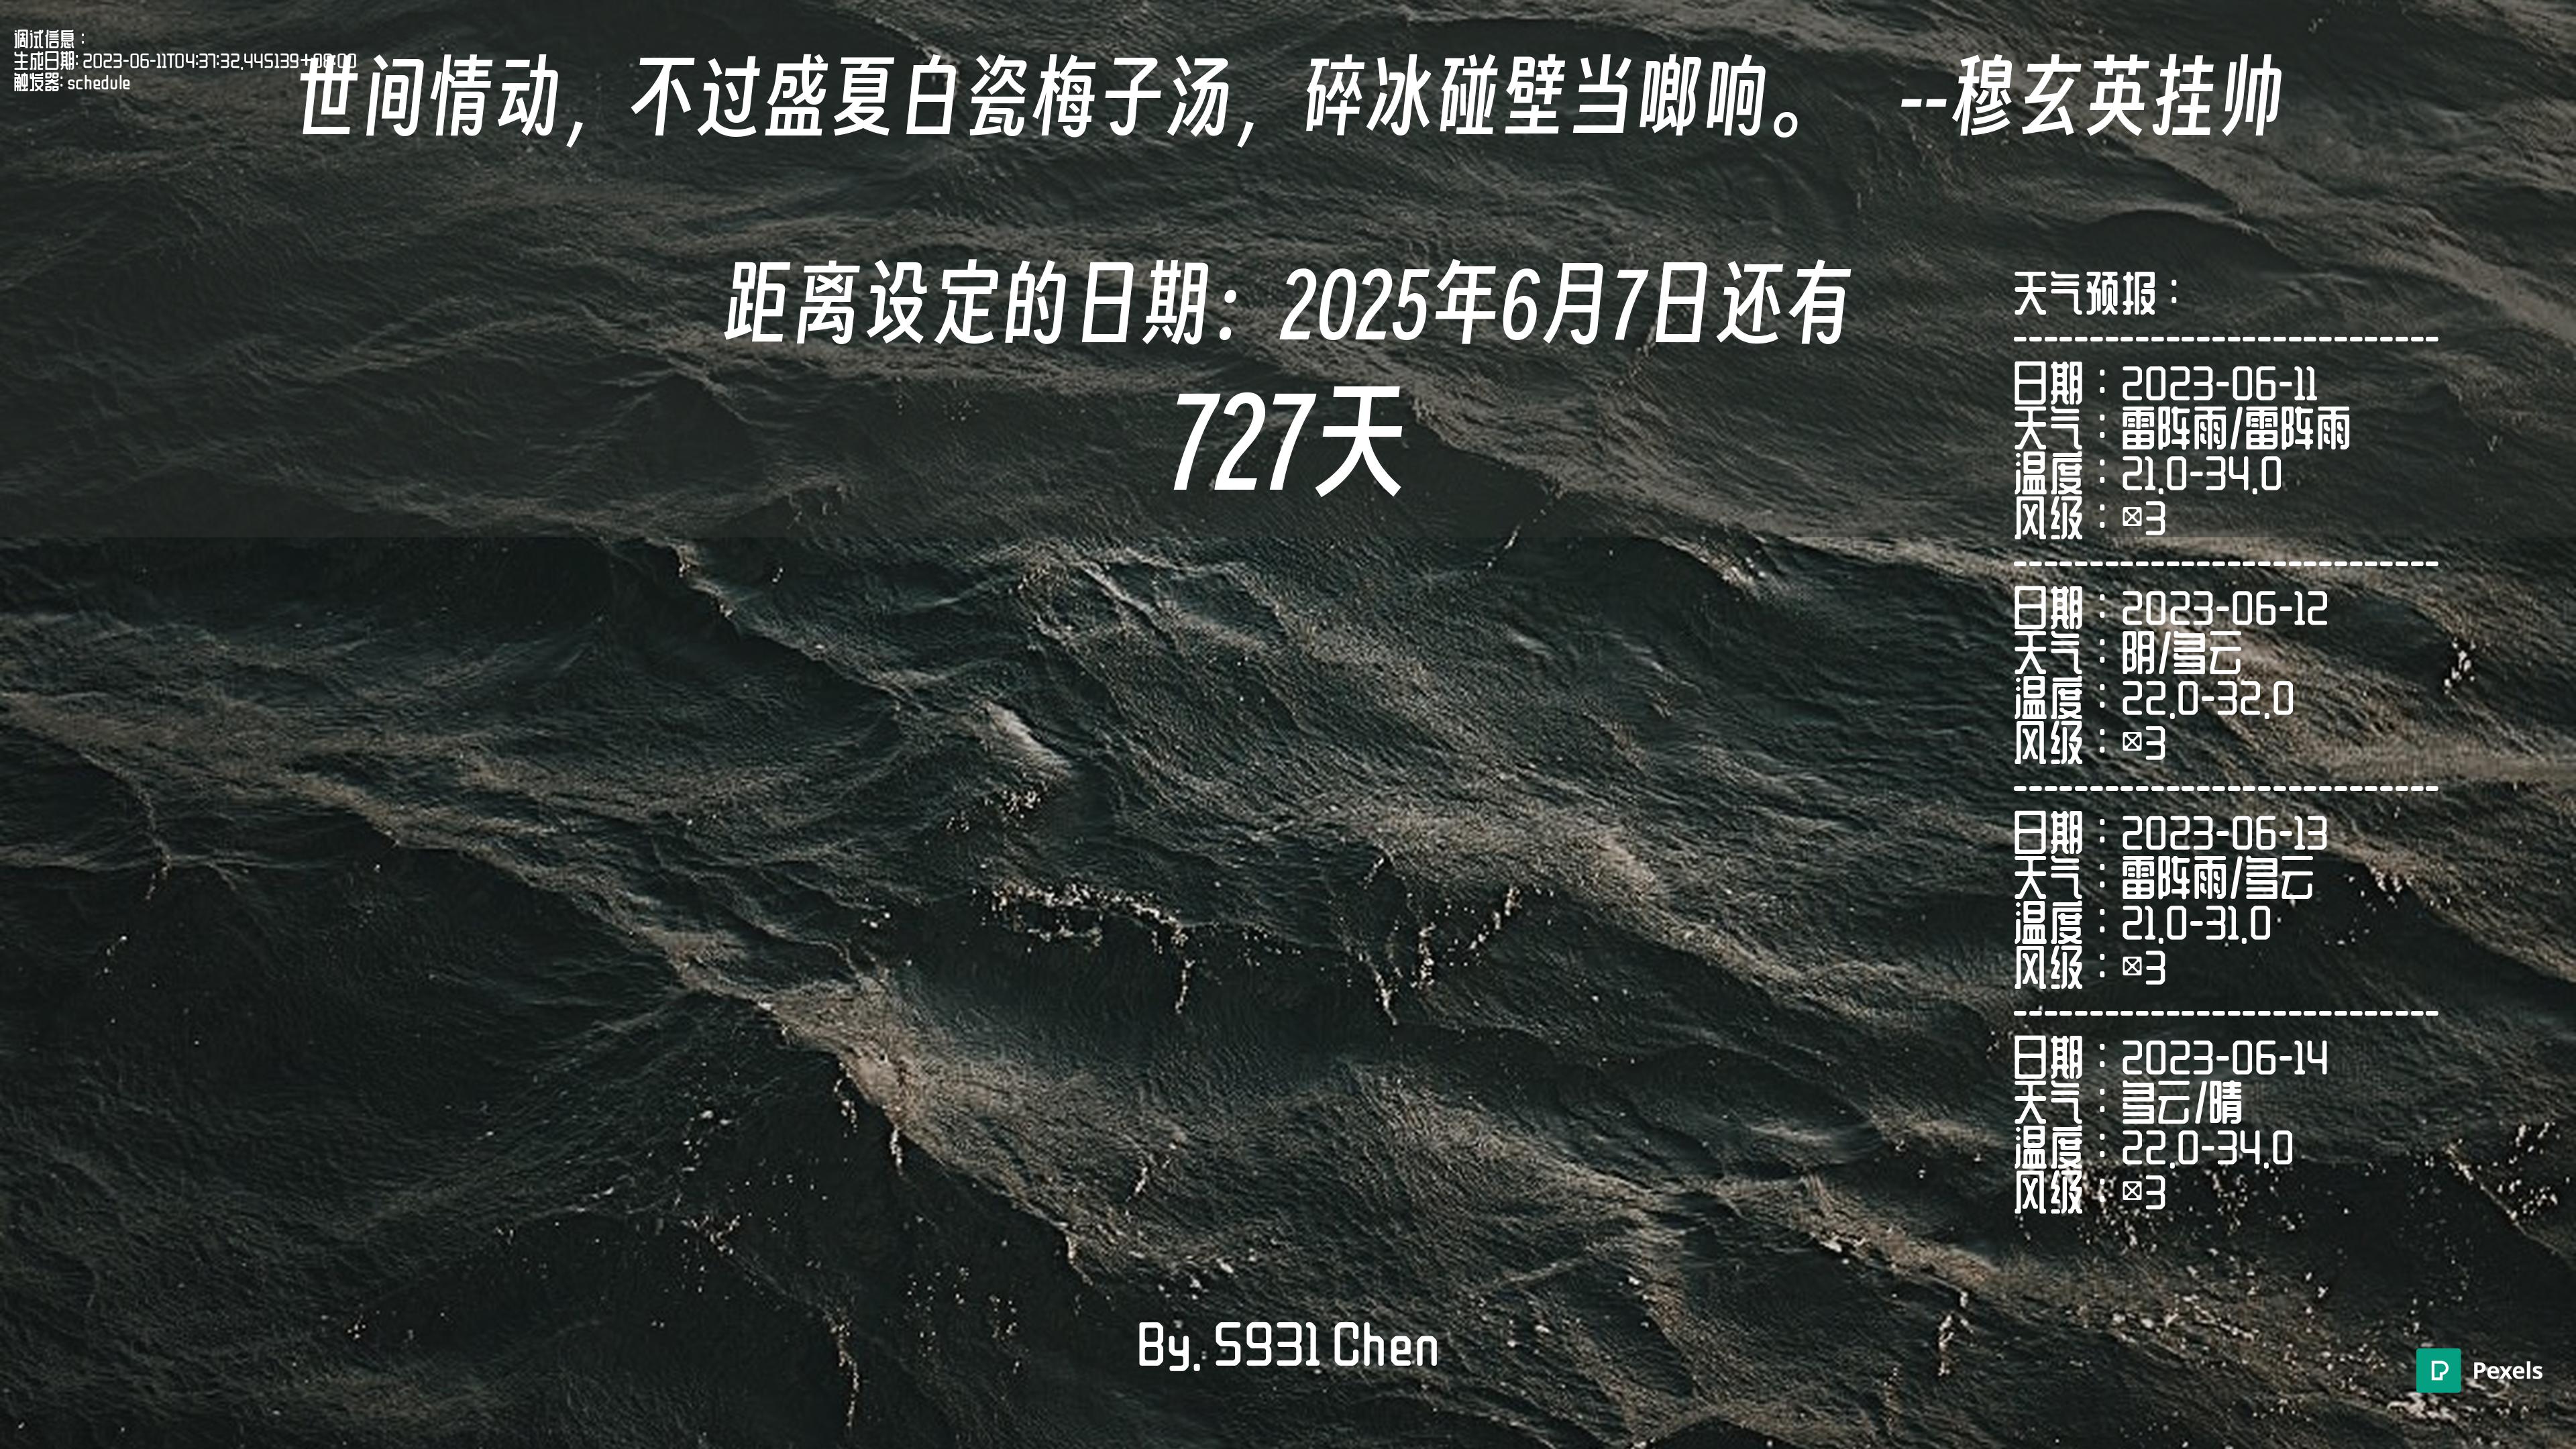 调试信息：
生成日期: 2023-06-11T04:37:32.445139+08:00
触发器: schedule
世间情动，不过盛夏白瓷梅子汤，碎冰碰壁当啷响。 --穆玄英挂帅
距离设定的日期：2025年6月7日还有
727天
天气预报：
----------------------------
日期：2023-06-11
天气：雷阵雨/雷阵雨
温度：21.0-34.0
风级：☒3
----------------------------
日期：2023-06-12
天气：阴/多云
温度：22.0-32.0
风级：☒3
----------------------------
日期：2023-06-13
天气：雷阵雨/多云
温度：21.0-31.0
风级：☒3
----------------------------
日期：2023-06-14
天气：多云/晴
温度：22.0-34.0
风级：☒3
By. S931 Chen
Pexels